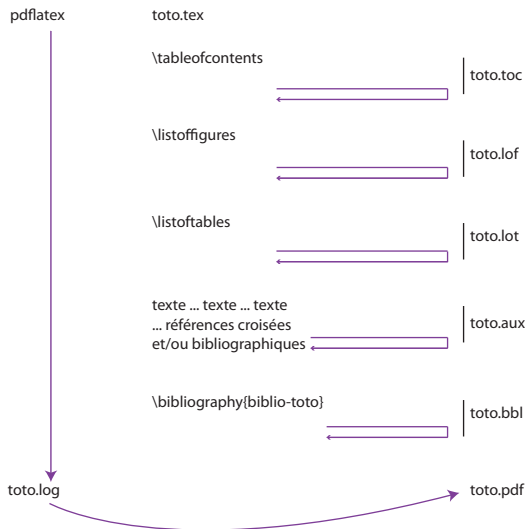 pdflatex
toto.tex
\tableofcontents
toto.toc
\listoffigures
toto.lof
\listoftables
toto.lot
texte ... texte ... texte
... références croisées
et/ou bibliographiques
toto.aux
\bibliography{biblio-toto}
toto.bbl
toto.log
toto.pdf